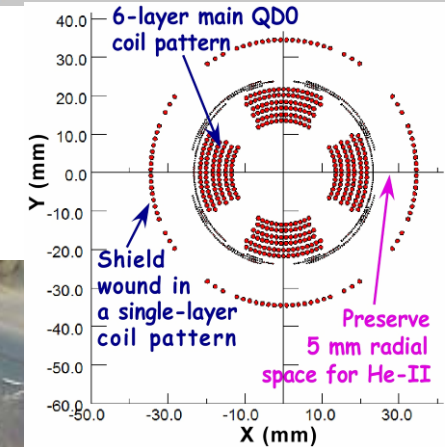 6-layer main QD0
coil pattern
40.0
30.0
20.0
10.0
0.0
-10.0
-20.0
-30.0
-40.0
-50.0
-60.0
Y (mm)
Shield
wound in
a single-layer
coil pattern
Preserve
5 mm radial
space for He-II
-50.0
-30.0
-10.0
10.0
30.0
X (mm)